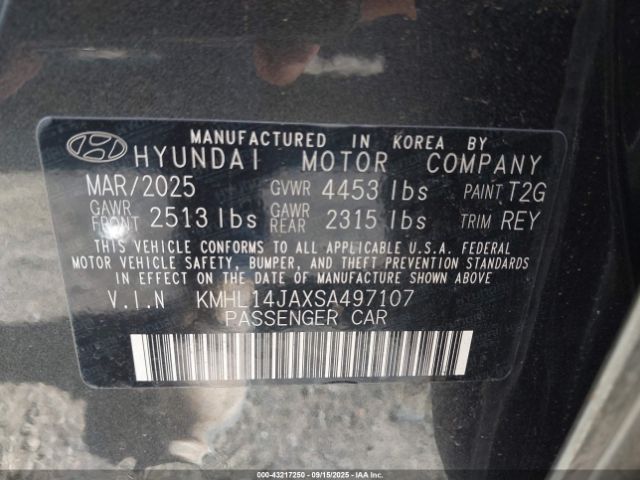 MANUFACTURED IN KOREA BY
HYUNDAI MOTOR COMPANY
MAR/2025 GVWR 4453 lbs PAINT T2G
GAWR FRONT 2513 lbs GAWR REAR 2315 lbs TRIM REY
THIS VEHICLE CONFORMS TO ALL APPLICABLE U.S.A. FEDERAL
MOTOR VEHICLE SAFETY, BUMPER, AND THEFT PREVENTION STANDARDS
IN EFFECT ON THE DATE OF MANUFACTURE SHOWN ABOVE
V.I.N KMHL14JAXSA497107
PASSENGER CAR
000-43217250 - 09/15/2025 - IAAI.COM